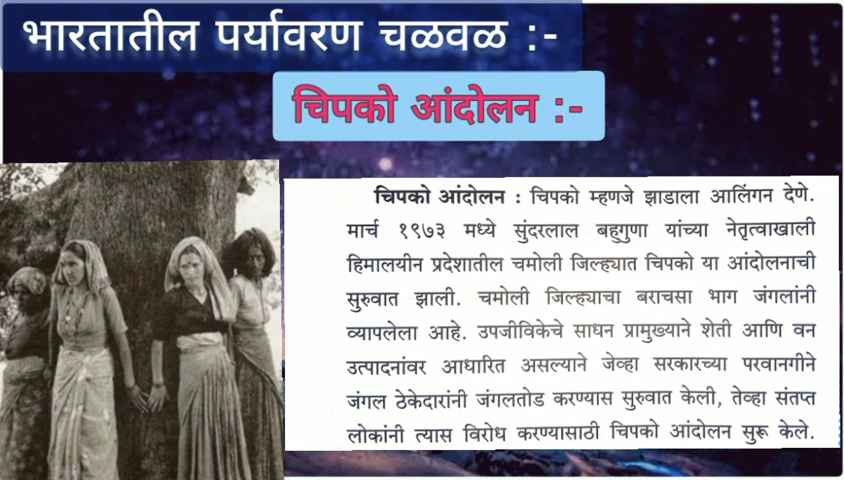 भारतातील पर्यावरण चळवळ :-
चिपको आंदोलन :-
चिपको आंदोलन : चिपको म्हणजे झाडाला आलिंगन देणे.
मार्च १९७३ मध्ये सुंदरलाल बहुगुणा यांच्या नेतृत्वाखाली
हिमालयीन प्रदेशातील चमोली जिल्ह्यात चिपको या आंदोलनाची
सुरुवात झाली. चमोली जिल्ह्याचा बराचसा भाग जंगलांनी
व्यापलेला आहे. उपजीविकेचे साधन प्रामुख्याने शेती आणि वन
उत्पादनांवर आधारित असल्याने जेव्हा सरकारच्या परवानगीने
जंगल ठेकेदारांनी जंगलतोड करण्यास सुरुवात केली, तेव्हा संतप्त
लोकांनी त्यास विरोध करण्यासाठी चिपको आंदोलन सुरू केले.